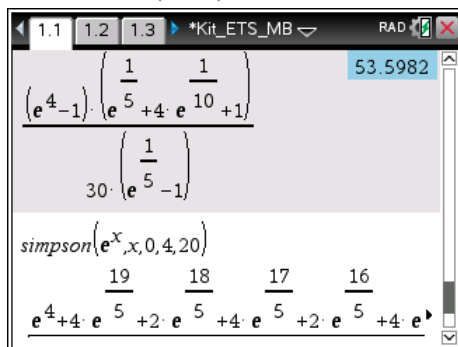 1.1 1.2 1.3 *Kit_ETS_MB RAD
(e^4-1)·(e^(1/5)+4·e^(1/10)+1) / (30·(e^(1/5)-1)) 53.5982
simpson(e^x,x,0,4,20)
e^4+4·e^(19/5)+2·e^(18/5)+4·e^(17/5)+2·e^(16/5)+4·e